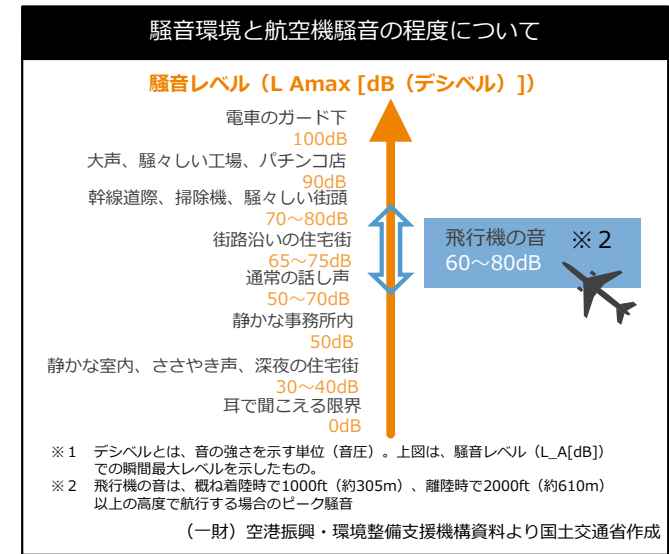 騒音環境と航空機騒音の程度について
騒音レベル（L Amax [dB（デシベル）]）
電車のガード下
100dB
大声、騒々しい工場、パチンコ店
90dB
幹線道際、掃除機、騒々しい街頭
70～80dB
街路沿いの住宅街
65～75dB
通常の話し声
50～70dB
静かな事務所内
50dB
静かな室内、ささやき声、深夜の住宅街
30～40dB
耳で聞こえる限界
0dB
飛行機の音　※２
60～80dB
※１　デシベルとは、音の強さを示す単位（音圧）。上図は、騒音レベル（L_A[dB]）
での瞬間最大レベルを示したもの。
※２　飛行機の音は、概ね着陸時で1000ft（約305m）、離陸時で2000ft（約610m）
以上の高度で航行する場合のピーク騒音
（一財）空港振興・環境整備支援機構資料より国土交通省作成